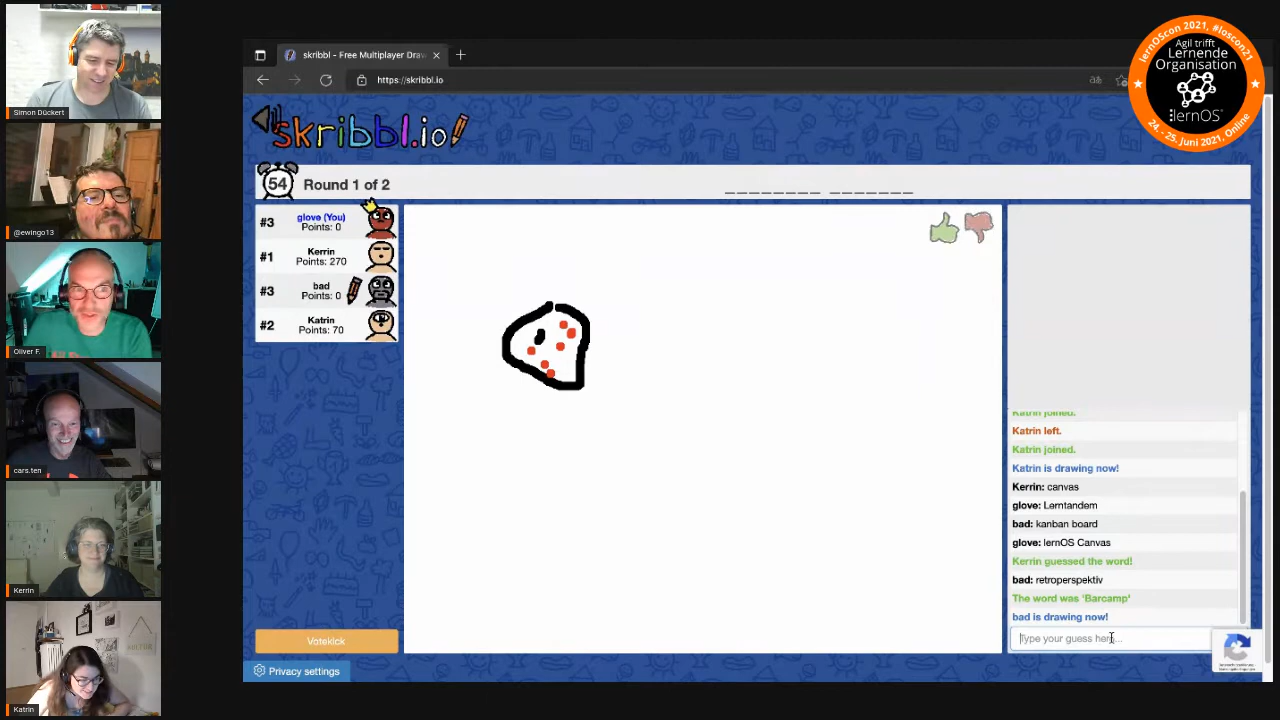 Simon Dückert
@ewingo13
Oliver F.
cars.ten
Kerrin
Katrin
skribbl - Free Multiplayer Draw
https://skribbl.io
lernOScon 2021, #loscon21
Agil trifft
Lernende
Organisation
lernOS
24. - 25. Juni 2021, Online
skribbl.io
54
Round 1 of 2
________ _______
#3 glove (You)
Points: 0
#1 Kerrin
Points: 270
#3 bad
Points: 0
#2 Katrin
Points: 70
Votekick
Privacy settings
Katrin joined.
Katrin left.
Katrin joined.
Katrin is drawing now!
Kerrin: canvas
glove: Lerntandem
bad: kanban board
glove: lernOS Canvas
Kerrin guessed the word!
bad: retroperspektiv
The word was 'Barcamp'
bad is drawing now!
Type your guess here...